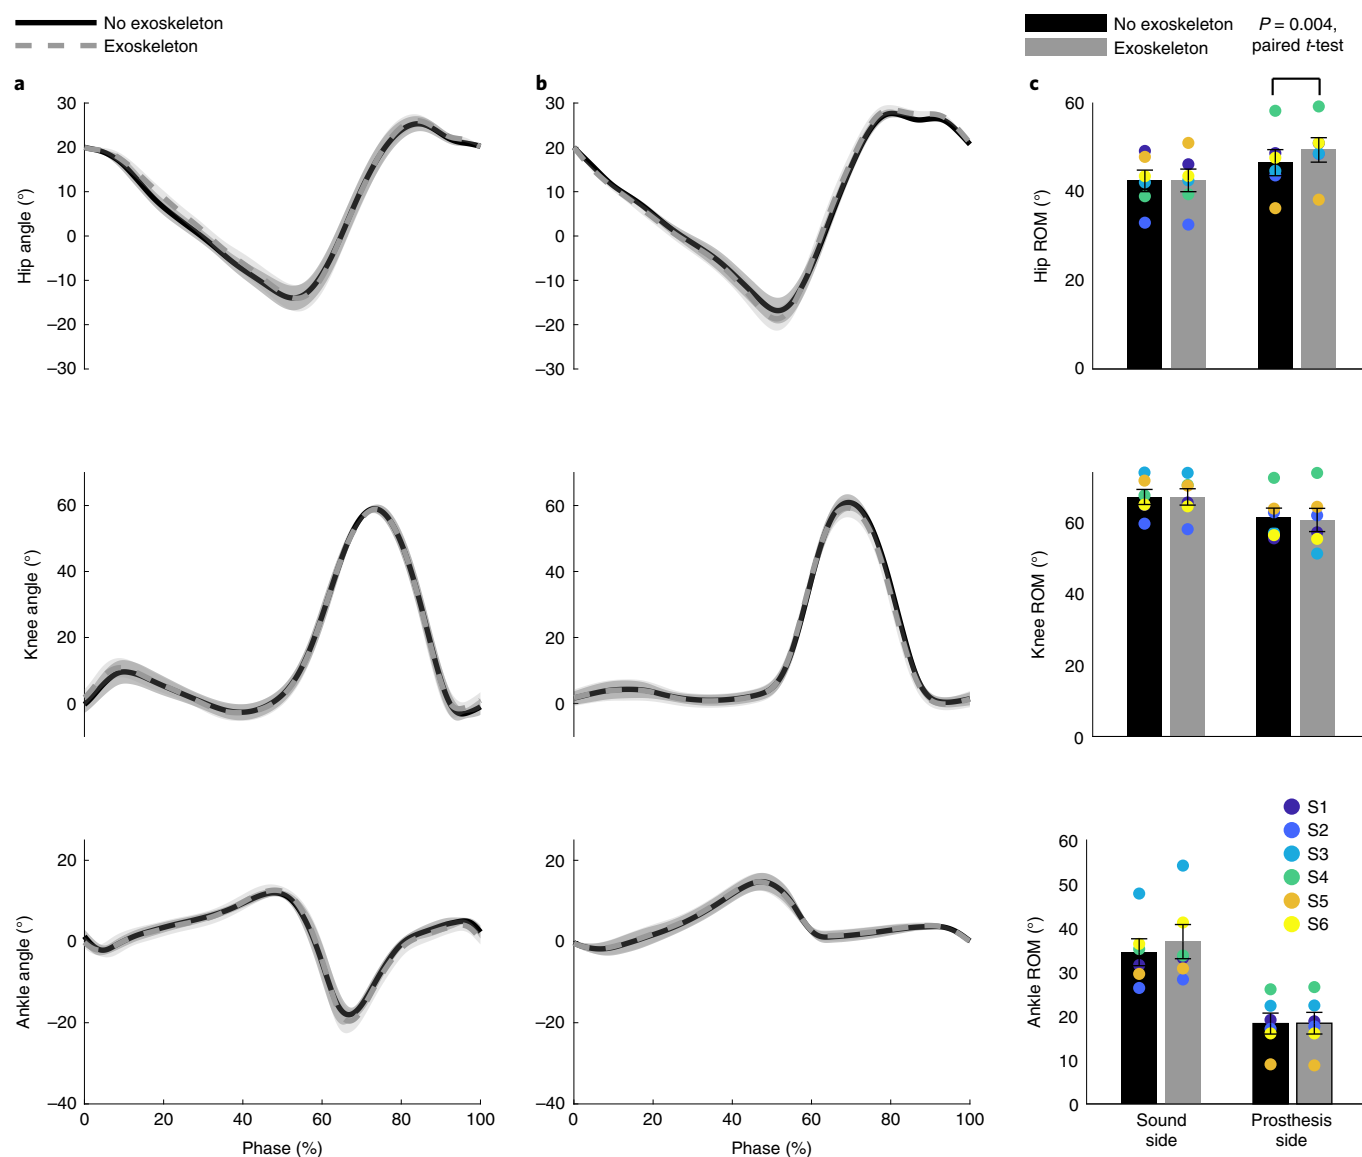 No exoskeleton
Exoskeleton
No exoskeleton
Exoskeleton
P = 0.004,
paired t-test
a
b
c
30
20
10
0
–10
–20
–30
Hip angle (°)
30
20
10
0
–10
–20
–30
60
40
20
0
Hip ROM (°)
60
40
20
0
Knee angle (°)
60
40
20
0
60
40
20
0
Knee ROM (°)
20
0
–20
–40
Ankle angle (°)
0
20
40
60
80
100
Phase (%)
20
0
–20
–40
0
20
40
60
80
100
Phase (%)
S1
S2
S3
S4
S5
S6
60
50
40
30
20
10
0
Ankle ROM (°)
Sound
side
Prosthesis
side